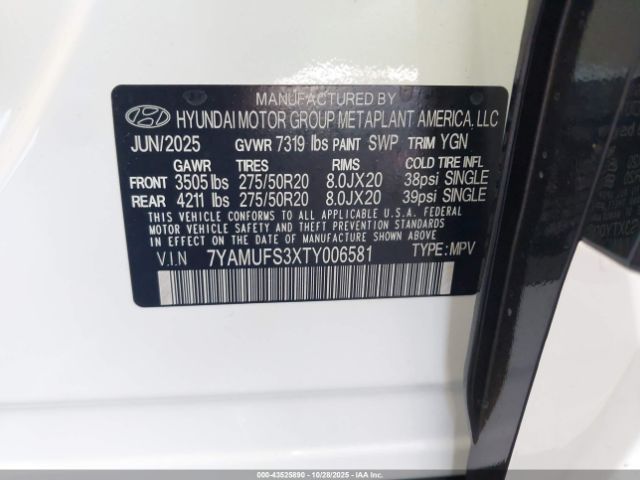 MANUFACTURED BY
HYUNDAI MOTOR GROUP METAPLANT AMERICA, LLC
JUN/2025 GVWR 7319 lbs PAINT SWP TRIM YGN
GAWR TIRES RIMS COLD TIRE INFL
FRONT 3505 lbs 275/50R20 8.0JX20 38psi SINGLE
REAR 4211 lbs 275/50R20 8.0JX20 39psi SINGLE
THIS VEHICLE CONFORMS TO ALL APPLICABLE U.S.A. FEDERAL
MOTOR VEHICLE SAFETY AND THEFT PREVENTION STANDARDS
IN EFFECT ON THE DATE OF MANUFACTURE SHOWN ABOVE.
V.I.N 7YAMUFS3XTY006581 TYPE: MPV
000-43525890 | 10/28/2025 | IAAI.COM